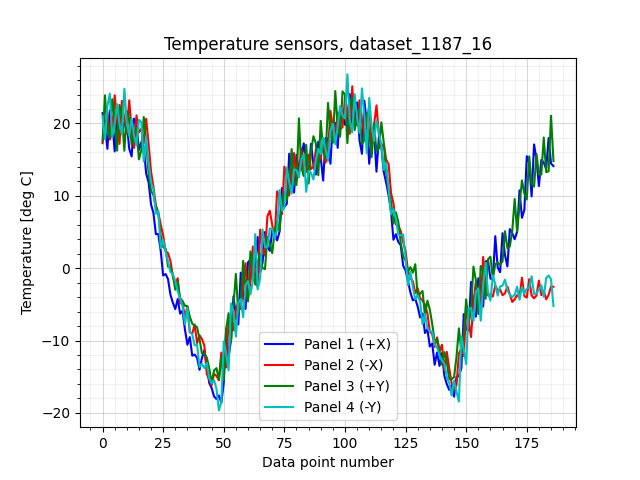 Temperature sensors, dataset_1187_16
Temperature [deg C]
20
10
0
−10
−20
Panel 1 (+X)
Panel 2 (-X)
Panel 3 (+Y)
Panel 4 (-Y)
0 25 50 75 100 125 150 175
Data point number